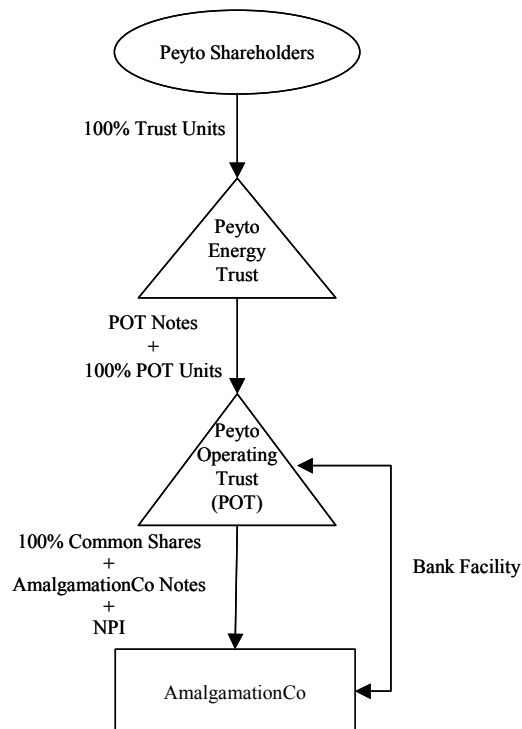 Peyto Shareholders
100% Trust Units
Peyto
Energy
Trust
POT Notes
+
100% POT Units
Peyto
Operating
Trust
(POT)
100% Common Shares
+
AmalgamationCo Notes
+
NPI
Bank Facility
AmalgamationCo